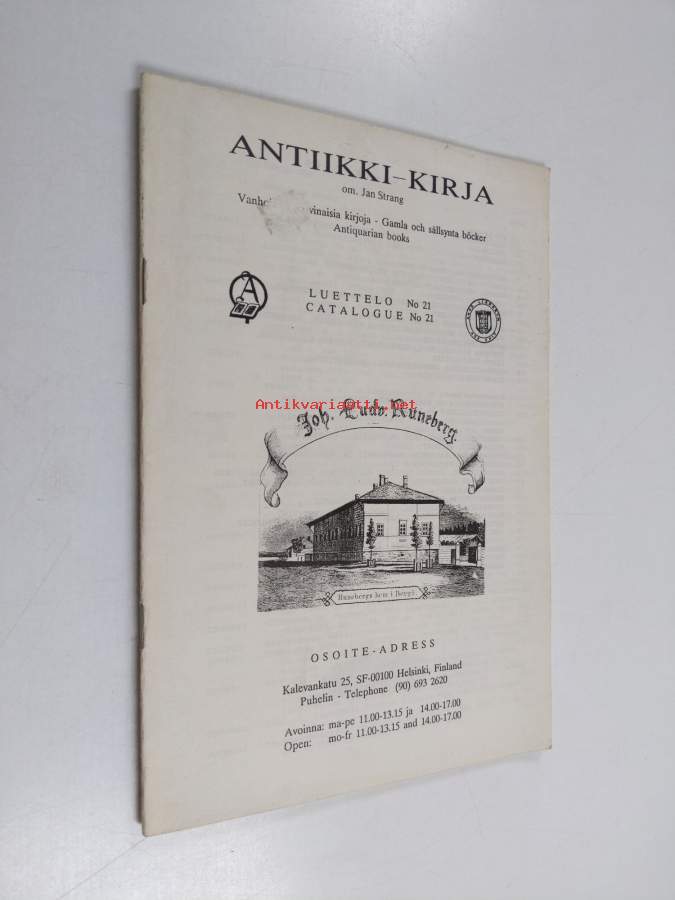 ANTIIKKI-KIRJA
om. Jan Strang
kirjoja - Gamla och sällsynta böcker
Antiquarian books
A
LUETTELO No 21
CATALOGUE No 21
Antikvariaatti.net
Joh. Ludv. Runeberg.
Runebergs hem i Borgå.
OSOITE-ADRESS
Kalevankatu 25, SF-00100 Helsinki, Finland
Puhelin - Telephone (90) 693 2620
Avoinna: ma-pe 11.00-13.15 ja 14.00-17.00
Open: mo-fr 11.00-13.15 and 14.00-17.00